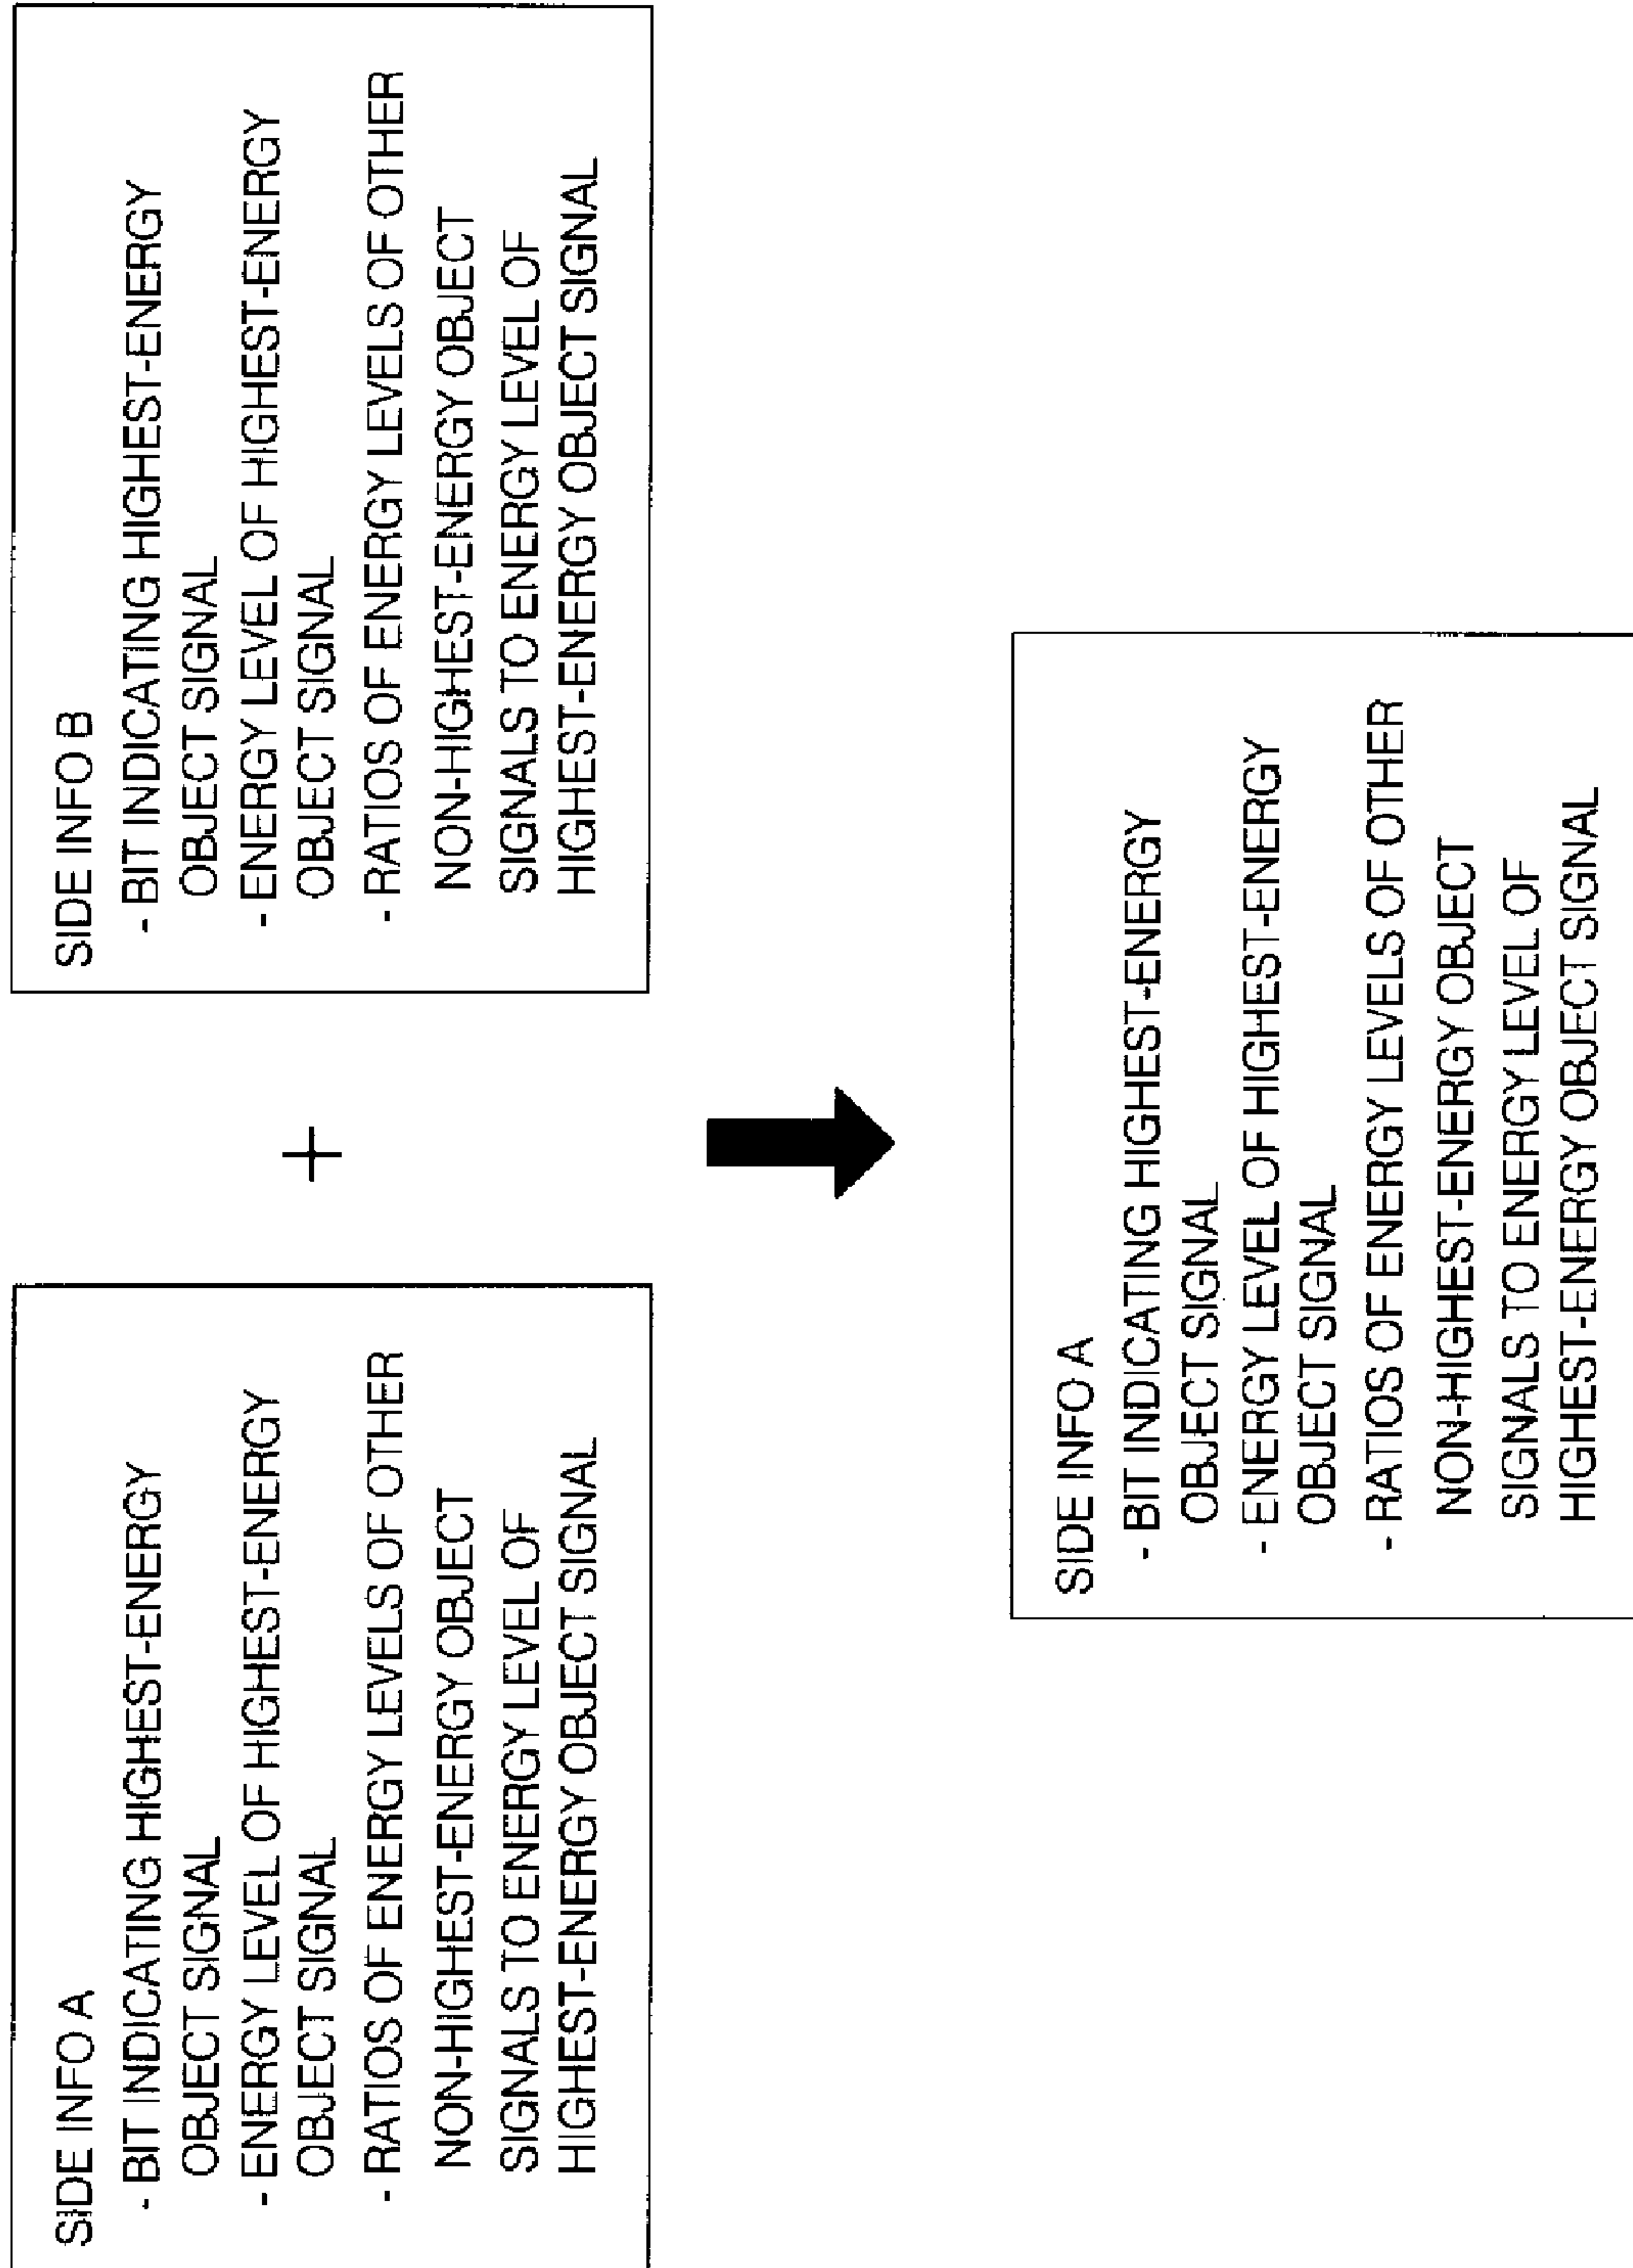 SIDE INFO A
- BIT INDICATING HIGHEST-ENERGY
OBJECT SIGNAL
- ENERGY LEVEL OF HIGHEST-ENERGY
OBJECT SIGNAL
- RATIOS OF ENERGY LEVELS OF OTHER
NON-HIGHEST-ENERGY OBJECT
SIGNALS TO ENERGY LEVEL OF
HIGHEST-ENERGY OBJECT SIGNAL
+
SIDE INFO B
- BIT INDICATING HIGHEST-ENERGY
OBJECT SIGNAL
- ENERGY LEVEL OF HIGHEST-ENERGY
OBJECT SIGNAL
- RATIOS OF ENERGY LEVELS OF OTHER
NON-HIGHEST-ENERGY OBJECT
SIGNALS TO ENERGY LEVEL OF
HIGHEST-ENERGY OBJECT SIGNAL
SIDE INFO A
- BIT INDICATING HIGHEST-ENERGY
OBJECT SIGNAL
- ENERGY LEVEL OF HIGHEST-ENERGY
OBJECT SIGNAL
- RATIOS OF ENERGY LEVELS OF OTHER
NON-HIGHEST-ENERGY OBJECT
SIGNALS TO ENERGY LEVEL OF
HIGHEST-ENERGY OBJECT SIGNAL